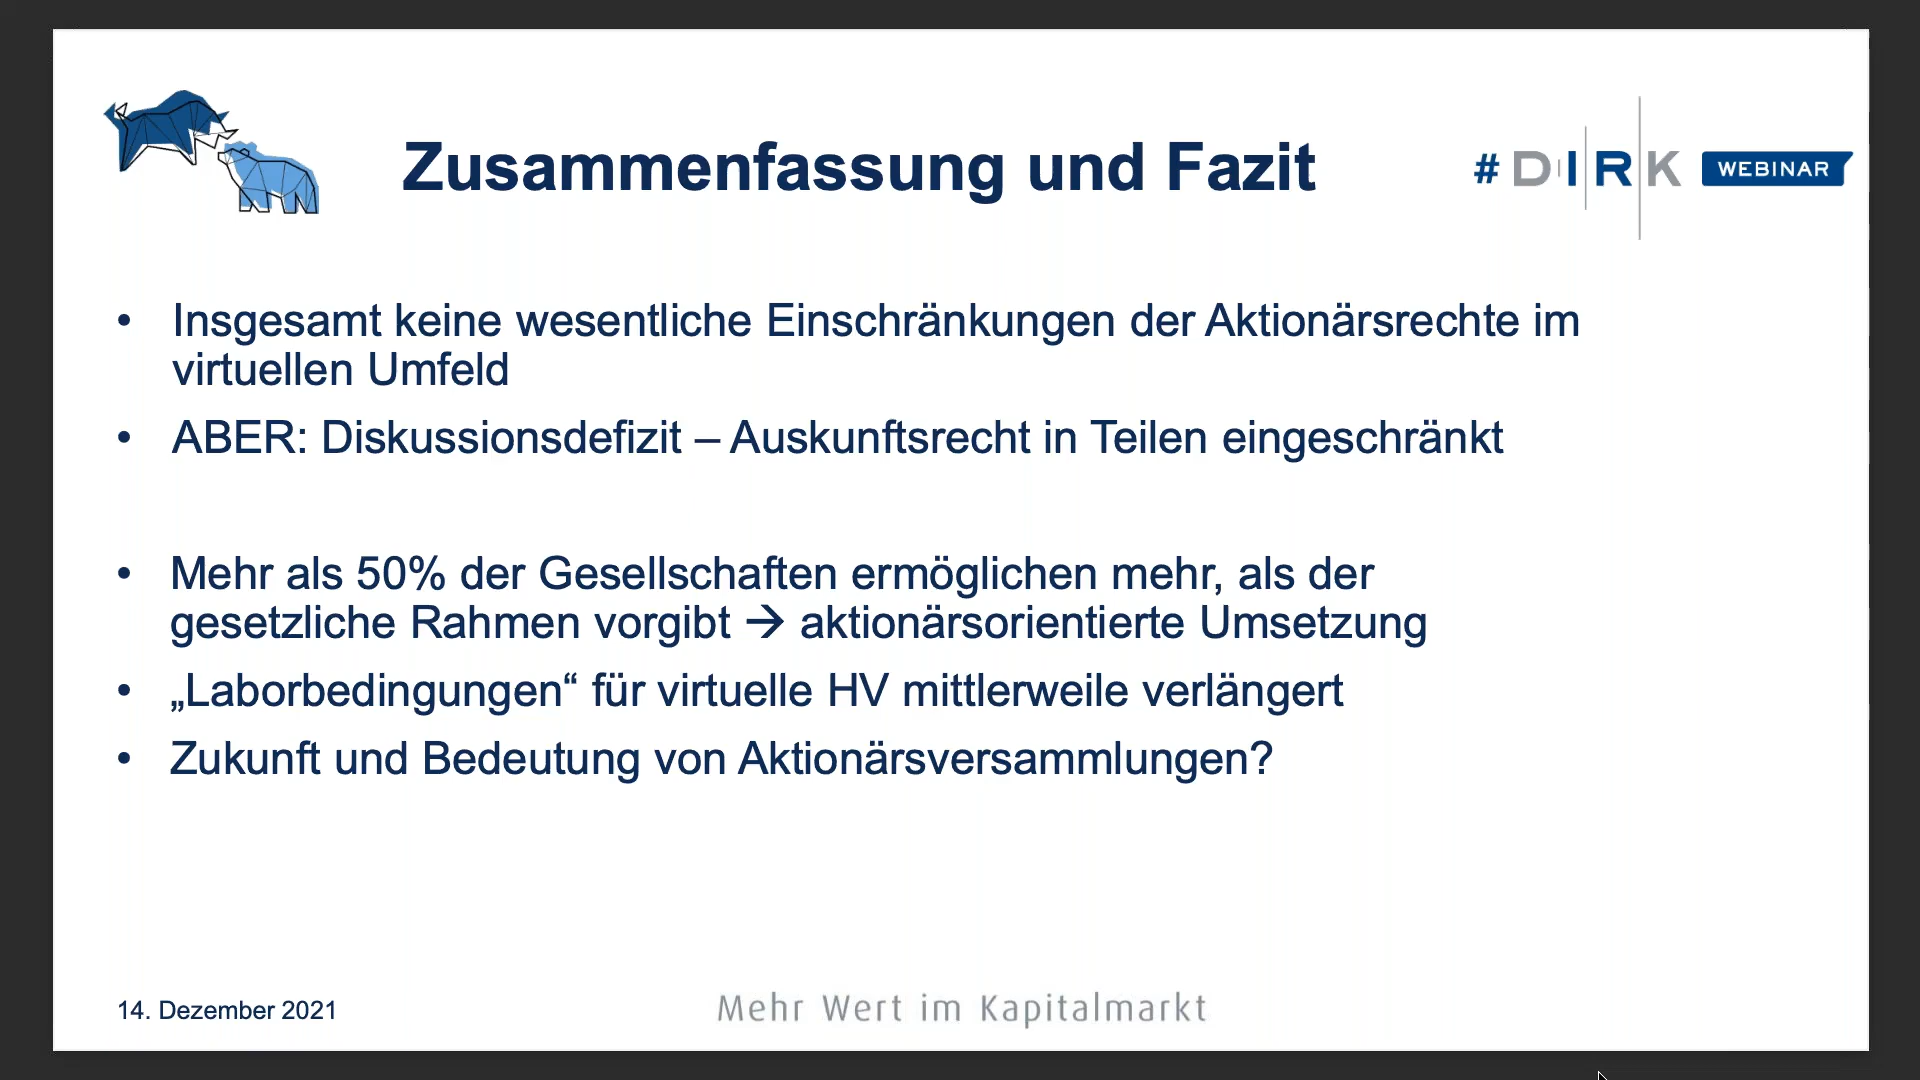 Zusammenfassung und Fazit
# DIRK WEBINAR
• Insgesamt keine wesentliche Einschränkungen der Aktionärsrechte im
virtuellen Umfeld
• ABER: Diskussionsdefizit – Auskunftsrecht in Teilen eingeschränkt
• Mehr als 50% der Gesellschaften ermöglichen mehr, als der
gesetzliche Rahmen vorgibt → aktionärsorientierte Umsetzung
• „Laborbedingungen“ für virtuelle HV mittlerweile verlängert
• Zukunft und Bedeutung von Aktionärsversammlungen?
14. Dezember 2021
Mehr Wert im Kapitalmarkt